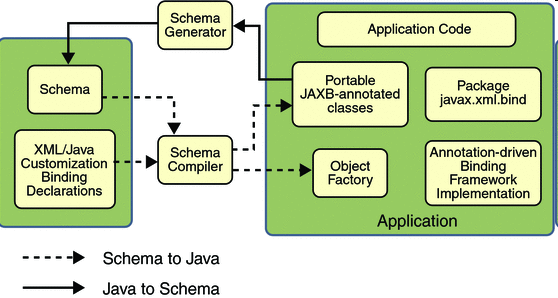 Schema
Generator
Application Code
Schema
Portable
JAXB-annotated
classes
Package
javax.xml.bind
XML/Java
Customization
Binding
Declarations
Schema
Compiler
Object
Factory
Annotation-driven
Binding
Framework
Implementation
Application
Schema to Java
Java to Schema